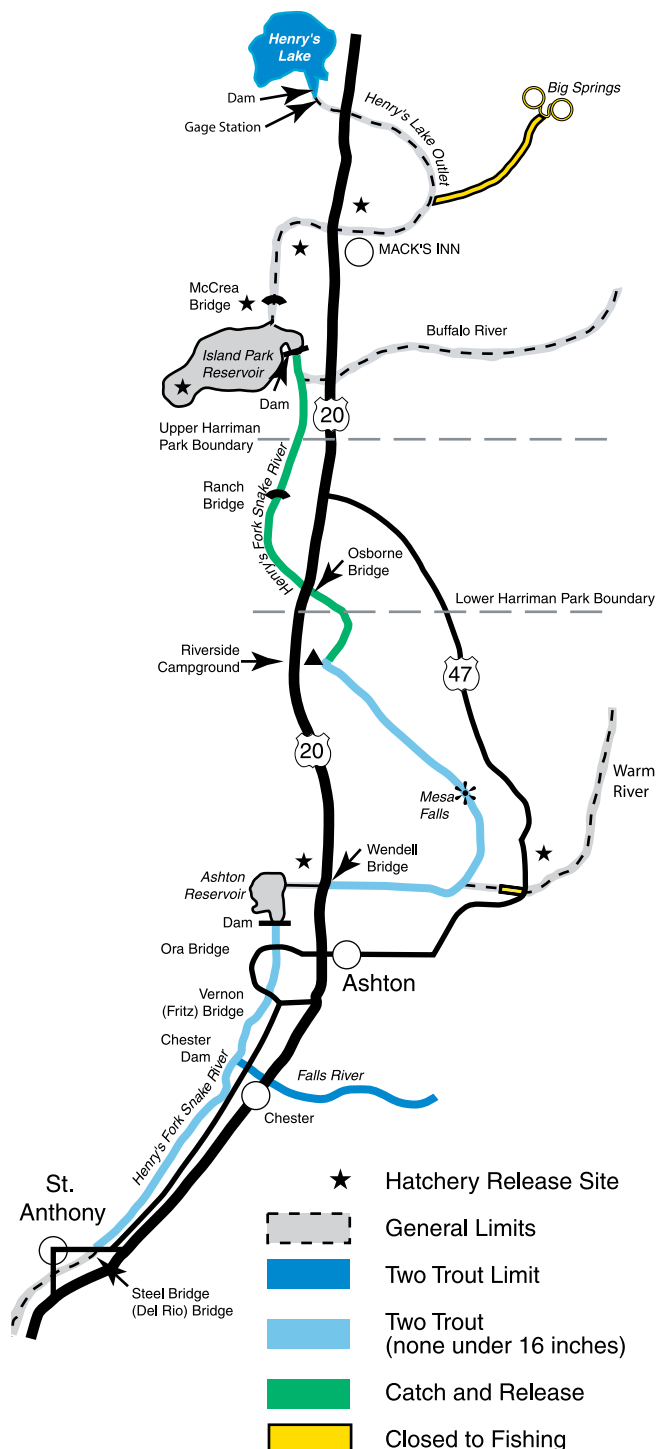 Henry's
Lake
Big Springs
Dam
Henry's Lake Outlet
Gage Station
MACK'S INN
McCrea
Bridge
Buffalo River
Island Park
Reservoir
Dam
20
Upper Harriman
Park Boundary
Ranch
Bridge
Henry's Fork Snake River
Osborne
Bridge
Lower Harriman Park Boundary
Riverside
Campground
47
20
Warm
River
Mesa
Falls
Wendell
Bridge
Ashton
Reservoir
Dam
Ora Bridge
Ashton
Vernon
(Fritz) Bridge
Chester
Dam
Falls River
Henry's Fork Snake River
Chester
St.
Anthony
Steel Bridge
(Del Rio) Bridge
Hatchery Release Site
General Limits
Two Trout Limit
Two Trout
(none under 16 inches)
Catch and Release
Closed to Fishing